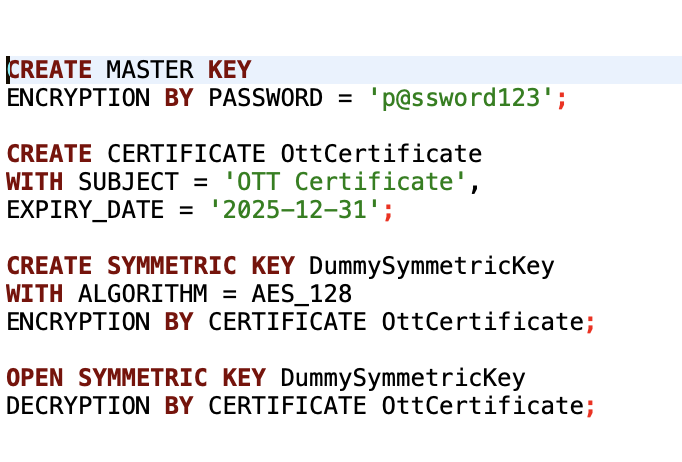 CREATE MASTER KEY
ENCRYPTION BY PASSWORD = 'p@ssword123';
CREATE CERTIFICATE OttCertificate
WITH SUBJECT = 'OTT Certificate',
EXPIRY_DATE = '2025-12-31';
CREATE SYMMETRIC KEY DummySymmetricKey
WITH ALGORITHM = AES_128
ENCRYPTION BY CERTIFICATE OttCertificate;
OPEN SYMMETRIC KEY DummySymmetricKey
DECRYPTION BY CERTIFICATE OttCertificate;